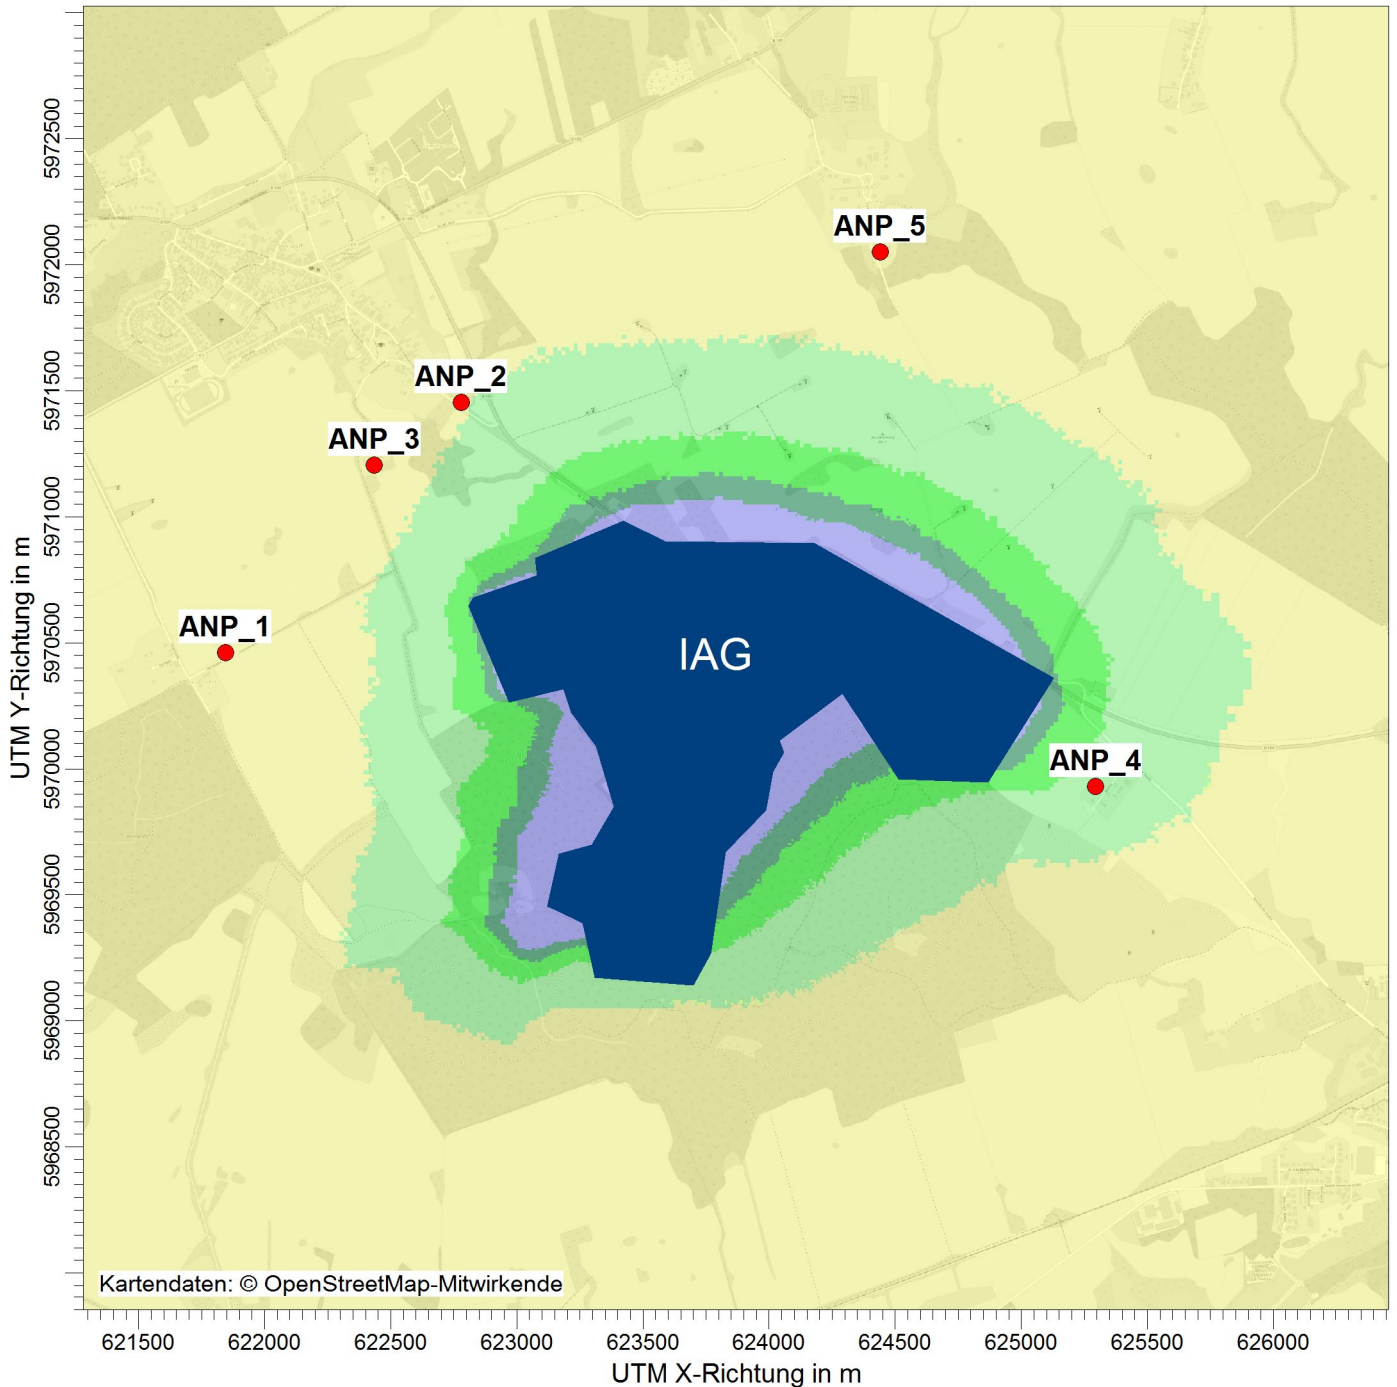 ANP_5
ANP_2
ANP_3
ANP_1
IAG
ANP_4
Kartendaten: © OpenStreetMap-Mitwirkende
5972500
5972000
5971500
5971000
5970500
5970000
5969500
5969000
5968500
UTM Y-Richtung in m
621500 622000 622500 623000 623500 624000 624500 625000 625500 626000
UTM X-Richtung in m